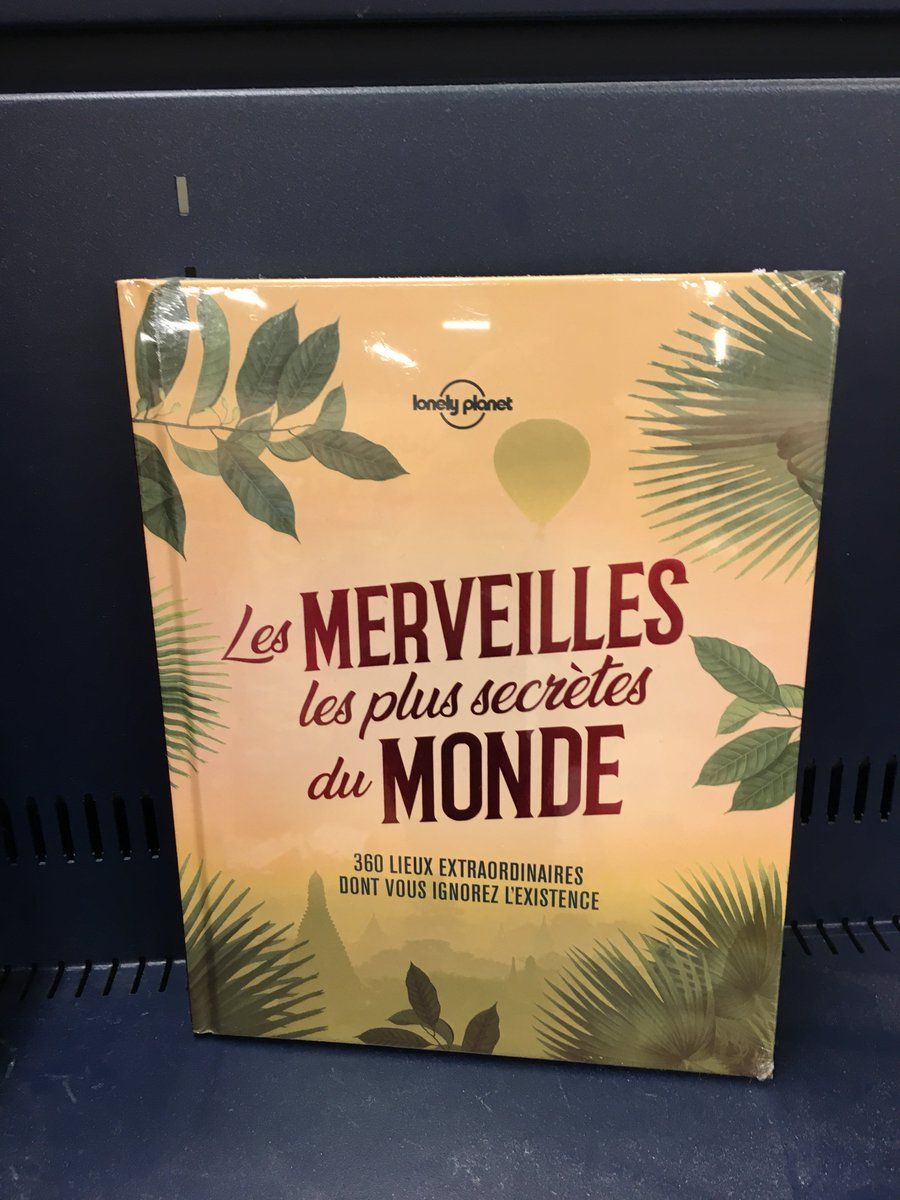 lonely planet
Les MERVEILLES
les plus secrètes
du MONDE
360 LIEUX EXTRAORDINAIRES
DONT VOUS IGNOREZ L'EXISTENCE